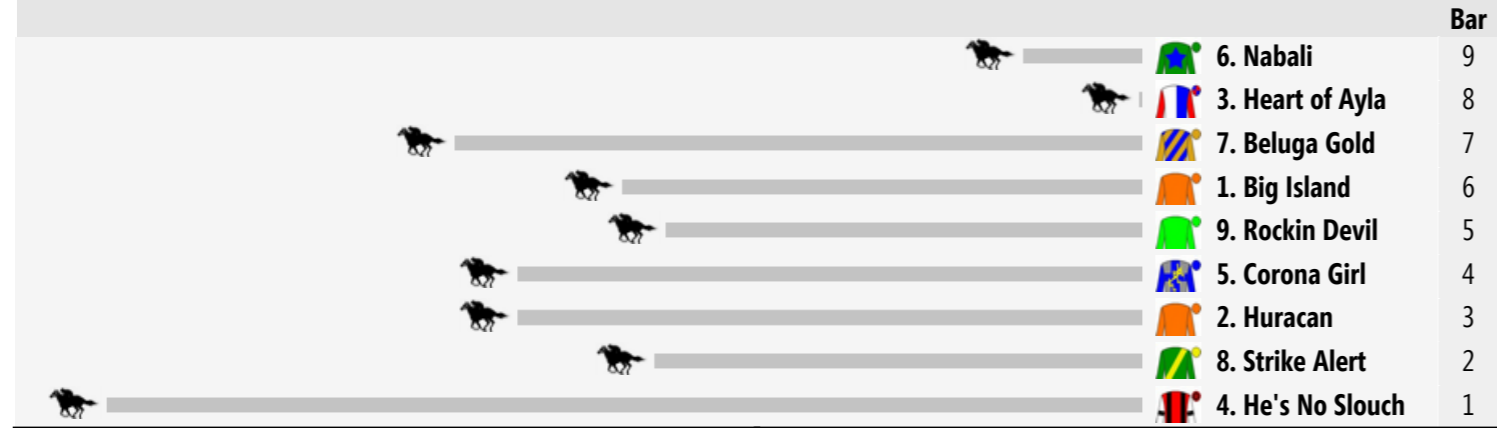 Bar
6. Nabali 9
3. Heart of Ayla 8
7. Beluga Gold 7
1. Big Island 6
9. Rockin Devil 5
5. Corona Girl 4
2. Huracan 3
8. Strike Alert 2
4. He's No Slouch 1